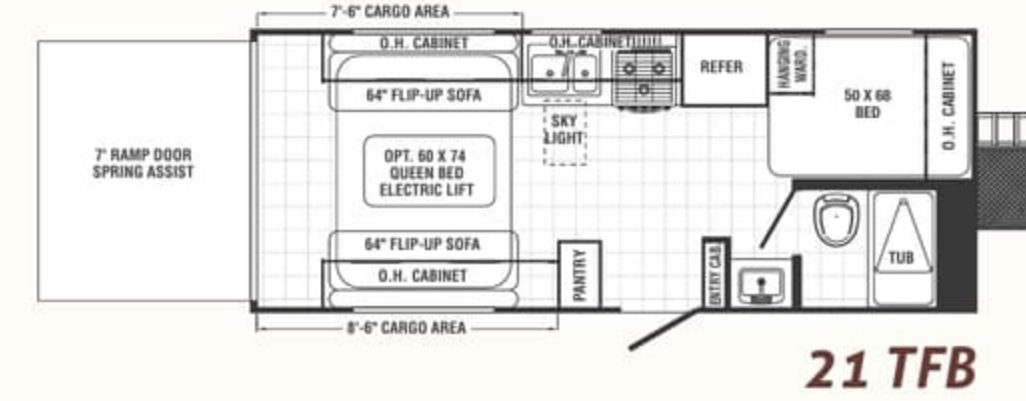 7'-6" CARGO AREA
O.H. CABINET
O.H. CABINET
64" FLIP-UP SOFA
REFER
HANGING
WARD.
50 X 68
BED
O.H. CABINET
SKY
LIGHT
7' RAMP DOOR
SPRING ASSIST
OPT. 60 X 74
QUEEN BED
ELECTRIC LIFT
64" FLIP-UP SOFA
O.H. CABINET
PANTRY
ENTRY CAB.
TUB
8'-6" CARGO AREA
21 TFB